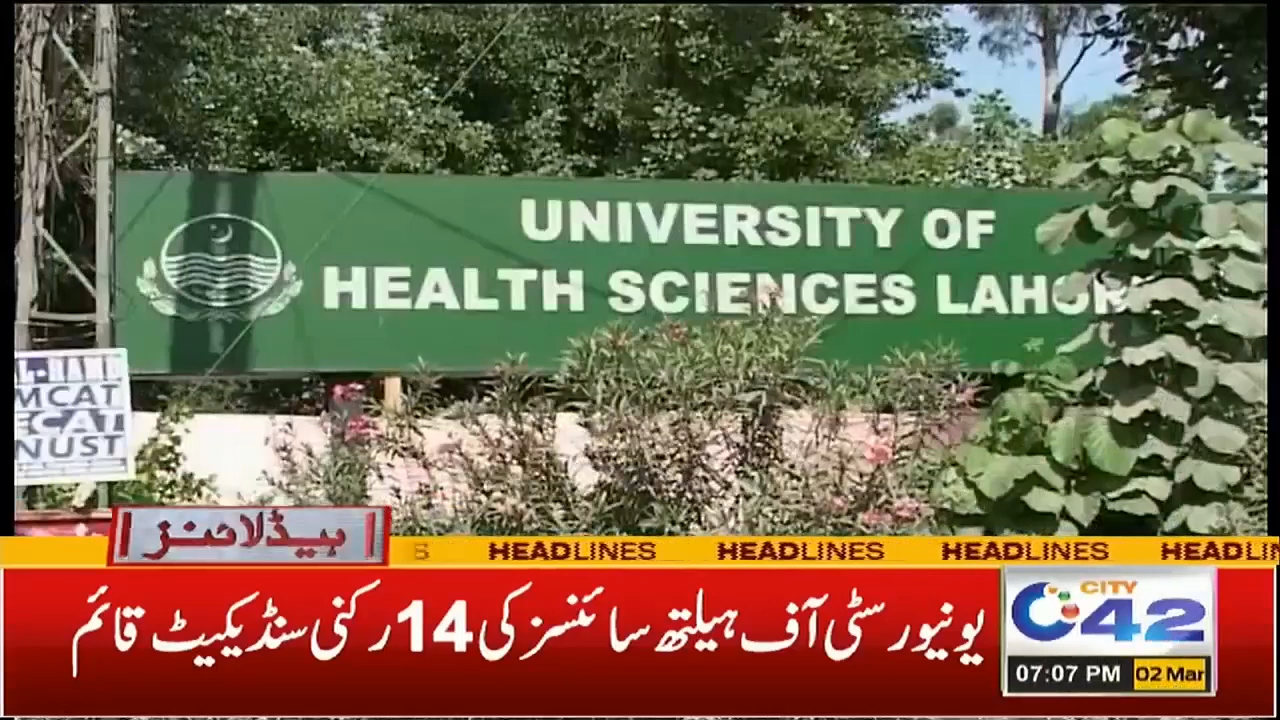 UNIVERSITY OF
HEALTH SCIENCES LAHOR
MCAT
ECAT
NUST
ہیڈلائنز
HEADLINES HEADLINES HEADLINES HEADLIN
یونیورسٹی آف ہیلتھ سائنسز کی 14 رکنی سنڈیکیٹ قائم
CITY
42
07:07 PM 02 Mar